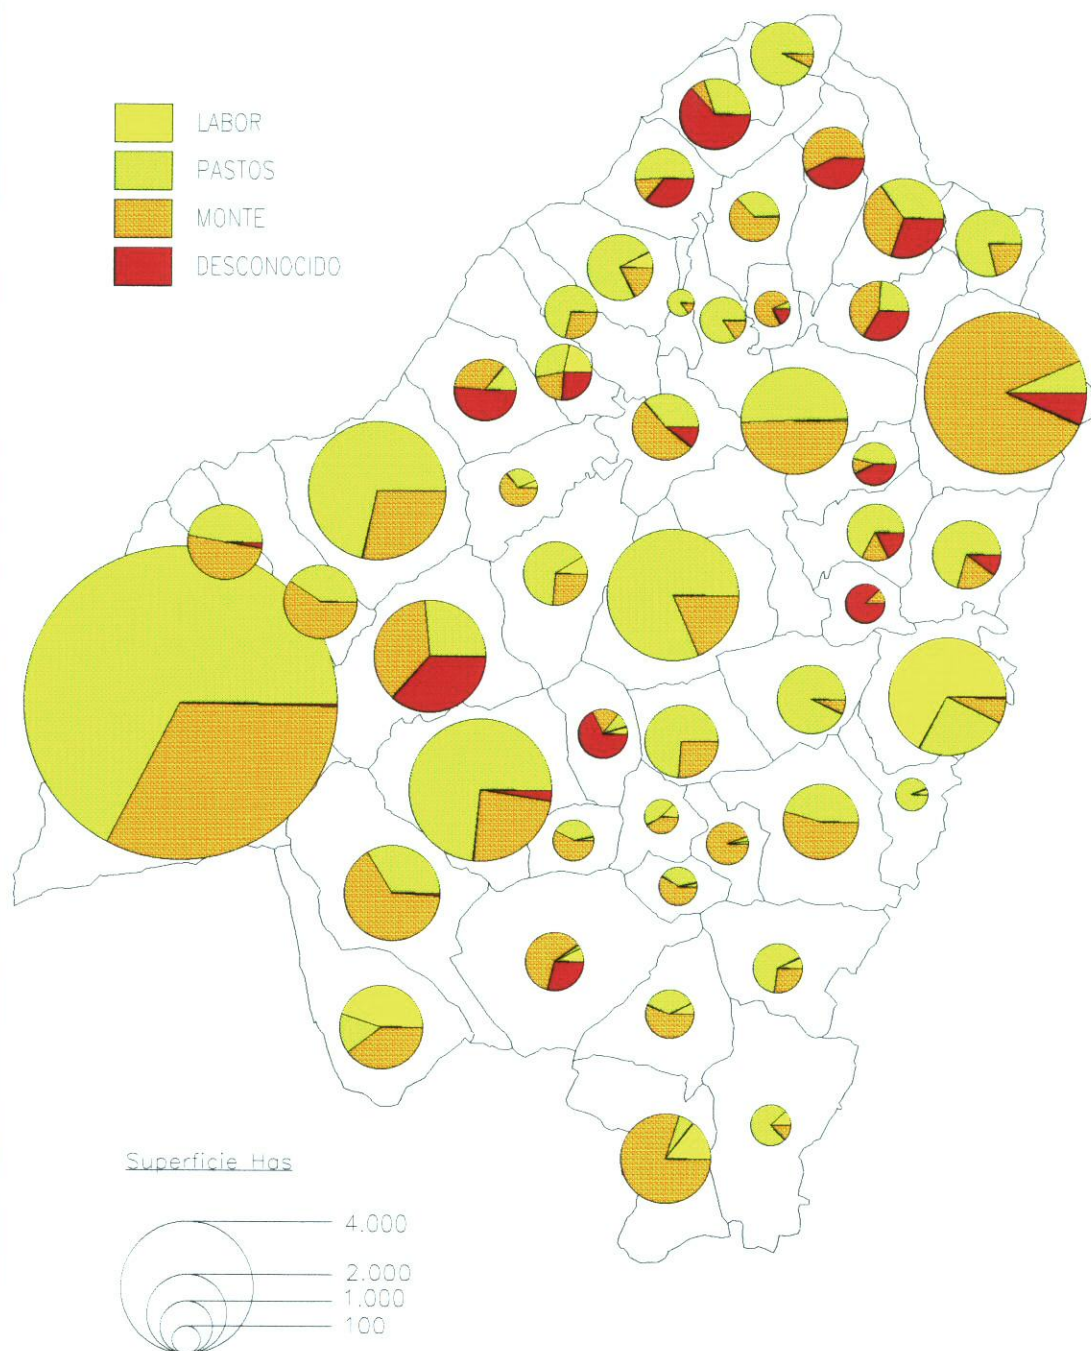 LABOR
PASTOS
MONTE
DESCONOCIDO
Superficie Has
4.000
2.000
1.000
100